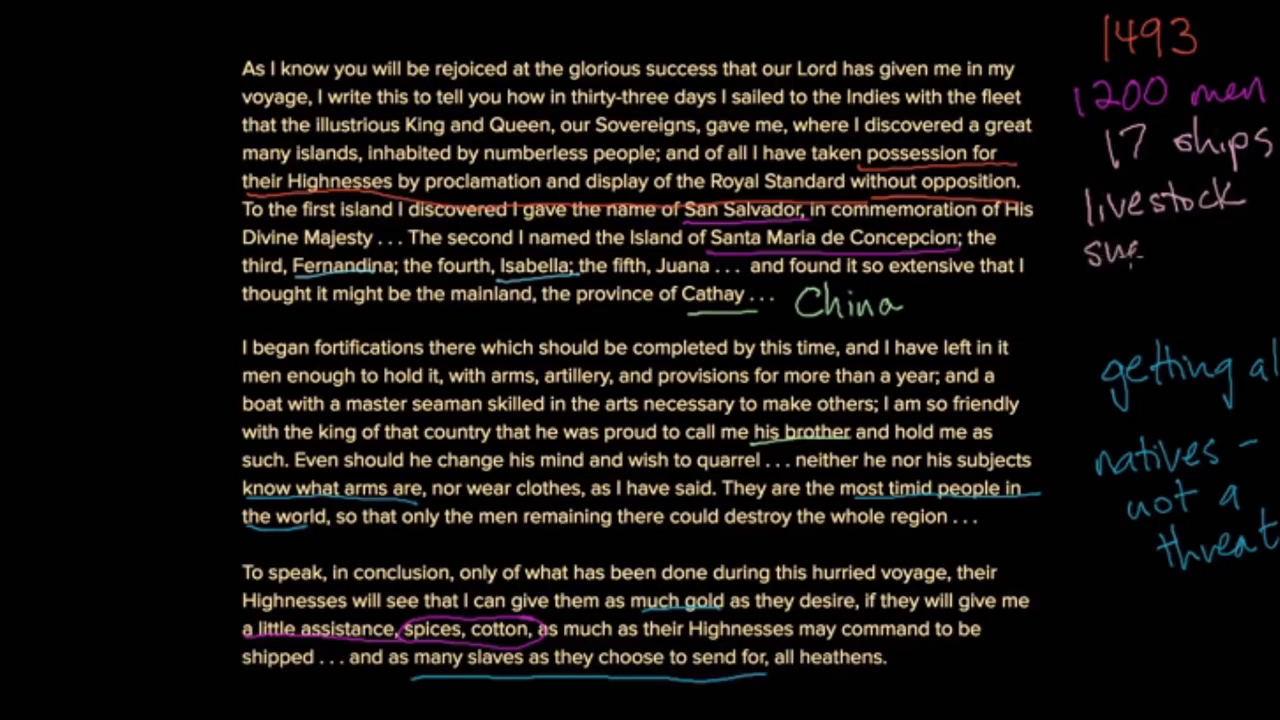 As I know you will be rejoiced at the glorious success that our Lord has given me in my
voyage, I write this to tell you how in thirty-three days I sailed to the Indies with the fleet
that the illustrious King and Queen, our Sovereigns, gave me, where I discovered a great
many islands, inhabited by numberless people; and of all I have taken possession for
their Highnesses by proclamation and display of the Royal Standard without opposition.
To the first island I discovered I gave the name of San Salvador, in commemoration of His
Divine Majesty . . . The second I named the Island of Santa Maria de Concepcion; the
third, Fernandina; the fourth, Isabella; the fifth, Juana . . . and found it so extensive that I
thought it might be the mainland, the province of Cathay . . . China
I began fortifications there which should be completed by this time, and I have left in it
men enough to hold it, with arms, artillery, and provisions for more than a year; and a
boat with a master seaman skilled in the arts necessary to make others; I am so friendly
with the king of that country that he was proud to call me his brother and hold me as
such. Even should he change his mind and wish to quarrel . . . neither he nor his subjects
know what arms are, nor wear clothes, as I have said. They are the most timid people in
the world, so that only the men remaining there could destroy the whole region . . .
To speak, in conclusion, only of what has been done during this hurried voyage, their
Highnesses will see that I can give them as much gold as they desire, if they will give me
a little assistance, spices, cotton, as much as their Highnesses may command to be
shipped . . . and as many slaves as they choose to send for, all heathens.
1493
1200 men
17 ships
livestock
getting al
natives -
not a
threat